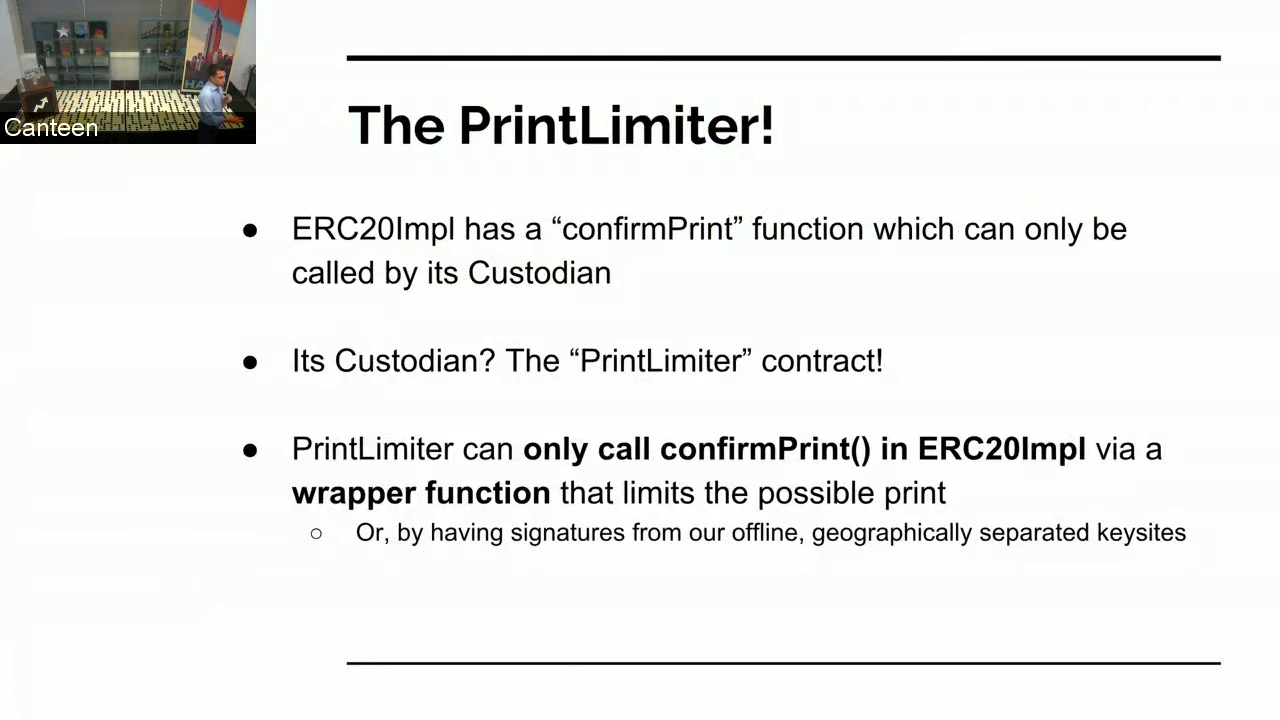 Canteen
The PrintLimiter!
● ERC20Impl has a “confirmPrint” function which can only be
called by its Custodian
● Its Custodian? The “PrintLimiter” contract!
● PrintLimiter can only call confirmPrint() in ERC20Impl via a
wrapper function that limits the possible print
○ Or, by having signatures from our offline, geographically separated keysites